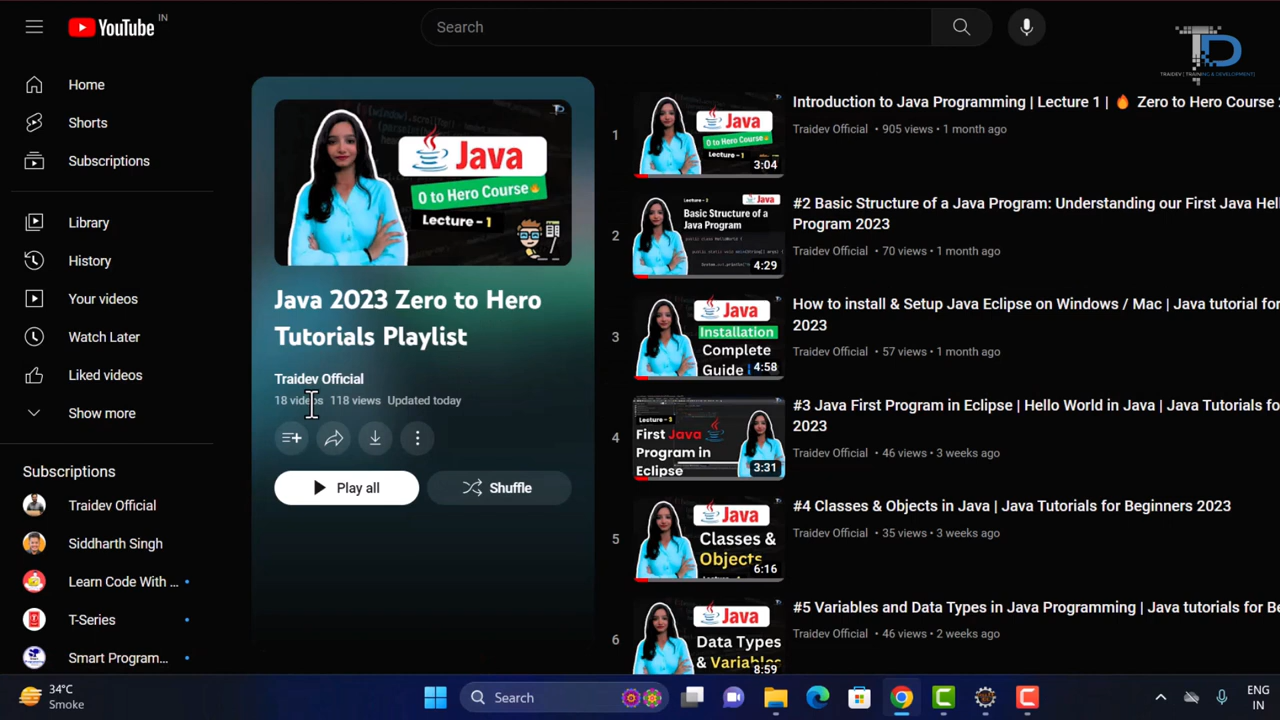 YouTube IN
Search
TD
TRAIDEV [TRAINING & DEVELOPMENT]
Home
Shorts
Subscriptions
Library
History
Your videos
Watch Later
Liked videos
Show more
Subscriptions
Traidev Official
Siddharth Singh
Learn Code With ...
T-Series
Smart Program...
Java
0 to Hero Course
Lecture - 1
Java 2023 Zero to Hero
Tutorials Playlist
Traidev Official
18 videos 118 views Updated today
Play all
Shuffle
1
Java
0 to Hero Course
Lecture - 1
3:04
Introduction to Java Programming | Lecture 1 | 🔥 Zero to Hero Course
Traidev Official • 905 views • 1 month ago
2
Java
Basic Structure of a
Java Program
4:29
#2 Basic Structure of a Java Program: Understanding our First Java Hel
Program 2023
Traidev Official • 70 views • 1 month ago
3
Java
Installation
Complete
Guide
4:58
How to install & Setup Java Eclipse on Windows / Mac | Java tutorial for
2023
Traidev Official • 57 views • 1 month ago
4
Lecture - 3
First Java
Program in
Eclipse
3:31
#3 Java First Program in Eclipse | Hello World in Java | Java Tutorials fo
2023
Traidev Official • 46 views • 3 weeks ago
5
Java
Classes &
Objects
6:16
#4 Classes & Objects in Java | Java Tutorials for Beginners 2023
Traidev Official • 35 views • 3 weeks ago
6
Java
Data Types
& Variables
8:59
#5 Variables and Data Types in Java Programming | Java tutorials for Be
Traidev Official • 46 views • 2 weeks ago
34°C
Smoke
Search
ENG
IN